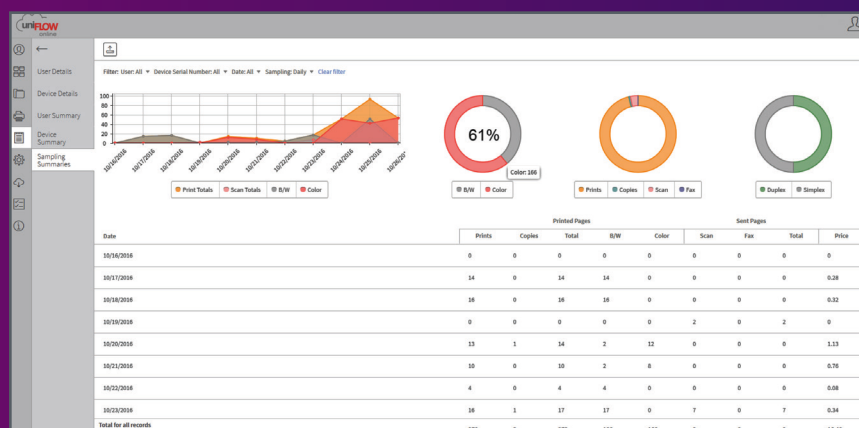 uniFLOW
online
User Details
Device Details
User Summary
Device
Summary
Sampling
Summaries
Filter: User: All Device Serial Number: All Date: All Sampling: Daily Clear filter
100
80
60
40
20
0
10/16/2016 10/17/2016 10/18/2016 10/19/2016 10/20/2016 10/21/2016 10/22/2016 10/23/2016 10/24/2016 10/25/2016 10/26/2016
Print Totals Scan Totals B/W Color
61%
Color: 166
B/W Color
Prints Copies Scan Fax
Duplex Simplex
Printed Pages Sent Pages
Date Prints Copies Total B/W Color Scan Fax Total Price
10/16/2016 0 0 0 0 0 0 0 0 0
10/17/2016 14 0 14 14 0 0 0 0 0.28
10/18/2016 16 0 16 16 0 0 0 0 0.32
10/19/2016 0 0 0 0 0 2 0 2 0
10/20/2016 13 1 14 2 12 0 0 0 1.13
10/21/2016 10 0 10 2 8 0 0 0 0.76
10/22/2016 4 0 4 4 0 0 0 0 0.08
10/23/2016 16 1 17 17 0 7 0 7 0.34
Total for all records